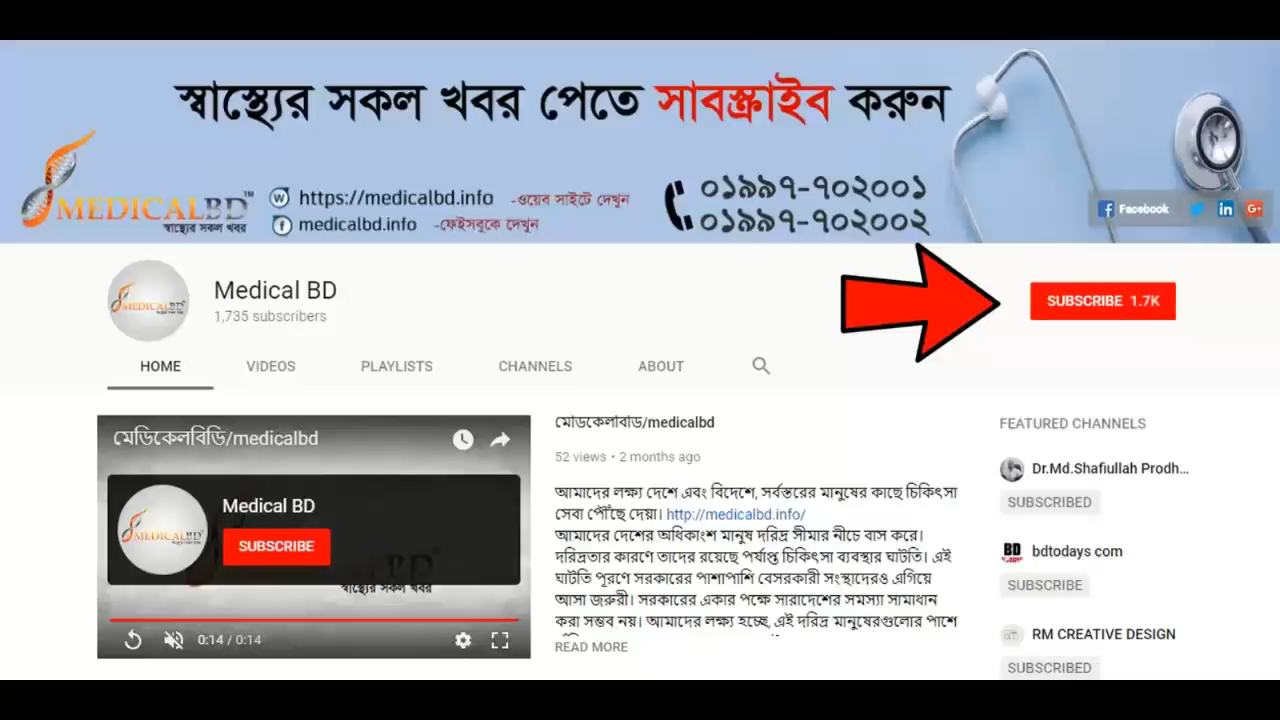 স্বাস্থ্যের সকল খবর পেতে সাবস্ক্রাইব করুন
MEDICALBD™
স্বাস্থ্যের সকল খবর
https://medicalbd.info -ওয়েব সাইটে দেখুন
medicalbd.info -ফেইসবুকে দেখুন
০১৯৯৭-৭০২০০১
০১৯৯৭-৭০২০০২
Facebook
Medical BD
1,735 subscribers
SUBSCRIBE 1.7K
HOME VIDEOS PLAYLISTS CHANNELS ABOUT
মেডিকেলবিডি/medicalbd
Medical BD
SUBSCRIBE
স্বাস্থ্যের সকল খবর
0:14 / 0:14
মেডিকেলবিডি/medicalbd
52 views • 2 months ago
আমাদের লক্ষ্য দেশে এবং বিদেশে, সর্বস্তরের মানুষের কাছে চিকিৎসা
সেবা পৌঁছে দেয়া। http://medicalbd.info/
আমাদের দেশের অধিকাংশ মানুষ দরিদ্র সীমার নীচে বাস করে।
দরিদ্রতার কারণে তাদের রয়েছে পর্যাপ্ত চিকিৎসা ব্যবস্থার ঘাটতি। এই
ঘাটতি পূরণে সরকারের পাশাপাশি বেসরকারী সংস্থাদেরও এগিয়ে
আসা জরুরী। সরকারের একার পক্ষে সারাদেশের সমস্যা সামাধান
করা সম্ভব নয়। আমাদের লক্ষ্য হচ্ছে, এই দরিদ্র মানুষেরগুলোর পাশে
READ MORE
FEATURED CHANNELS
Dr.Md.Shafiullah Prodh...
SUBSCRIBED
bdtodays com
SUBSCRIBE
RM CREATIVE DESIGN
SUBSCRIBED